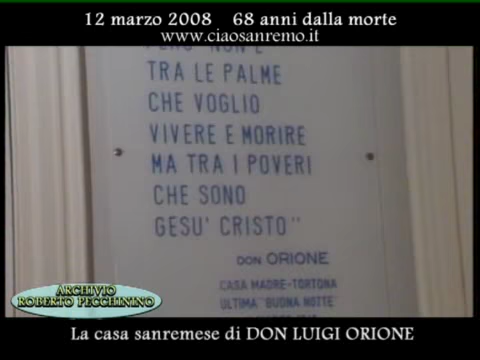 12 marzo 2008 68 anni dalla morte
www.ciaosanremo.it
PERO' NON È
TRA LE PALME
CHE VOGLIO
VIVERE E MORIRE
MA TRA I POVERI
CHE SONO
GESU' CRISTO"
DON ORIONE
CASA MADRE-TORTONA
ULTIMA "BUONA NOTTE"
ARCHIVIO
ROBERTO PECCHININO
La casa sanremese di DON LUIGI ORIONE